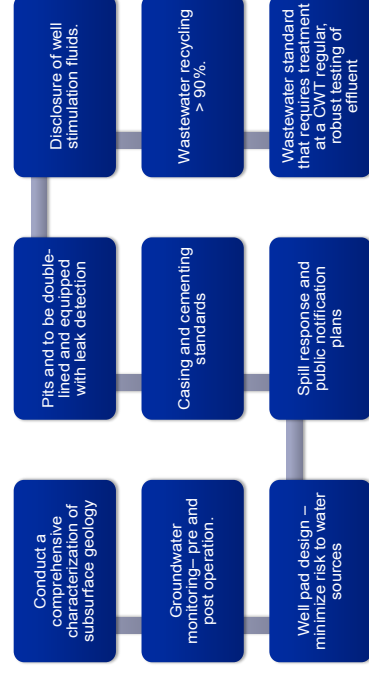 Conduct a
comprehensive
characterization of
subsurface geology
Groundwater
monitoring– pre and
post operation.
Well pad design –
minimize risk to water
sources
Spill response and
public notification
plans
Casing and cementing
standards
Pits and to be double-
lined and equipped
with leak detection
Disclosure of well
stimulation fluids.
Wastewater recycling
> 90%.
Wastewater standard
that requires treatment
at a CWT regular,
robust testing of
effluent